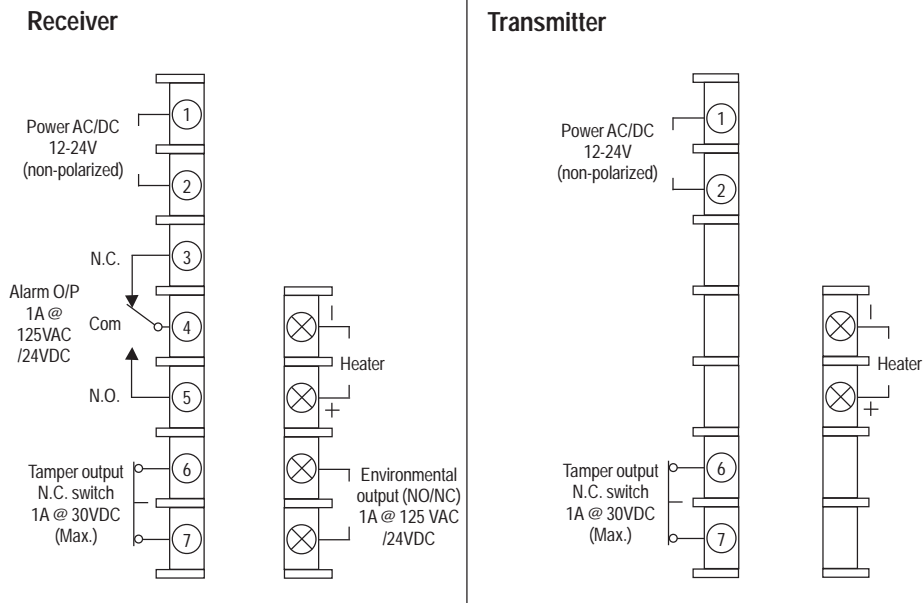 Receiver
Power AC/DC
12-24V
(non-polarized)
1
2
3
4
5
6
7
N.C.
Alarm O/P
1A @
125VAC
/24VDC
Com
N.O.
Tamper output
N.C. switch
1A @ 30VDC
(Max.)
–
Heater
+
Environmental
output (NO/NC)
1A @ 125 VAC
/24VDC
Transmitter
Power AC/DC
12-24V
(non-polarized)
1
2
6
7
Tamper output
N.C. switch
1A @ 30VDC
(Max.)
–
Heater
+